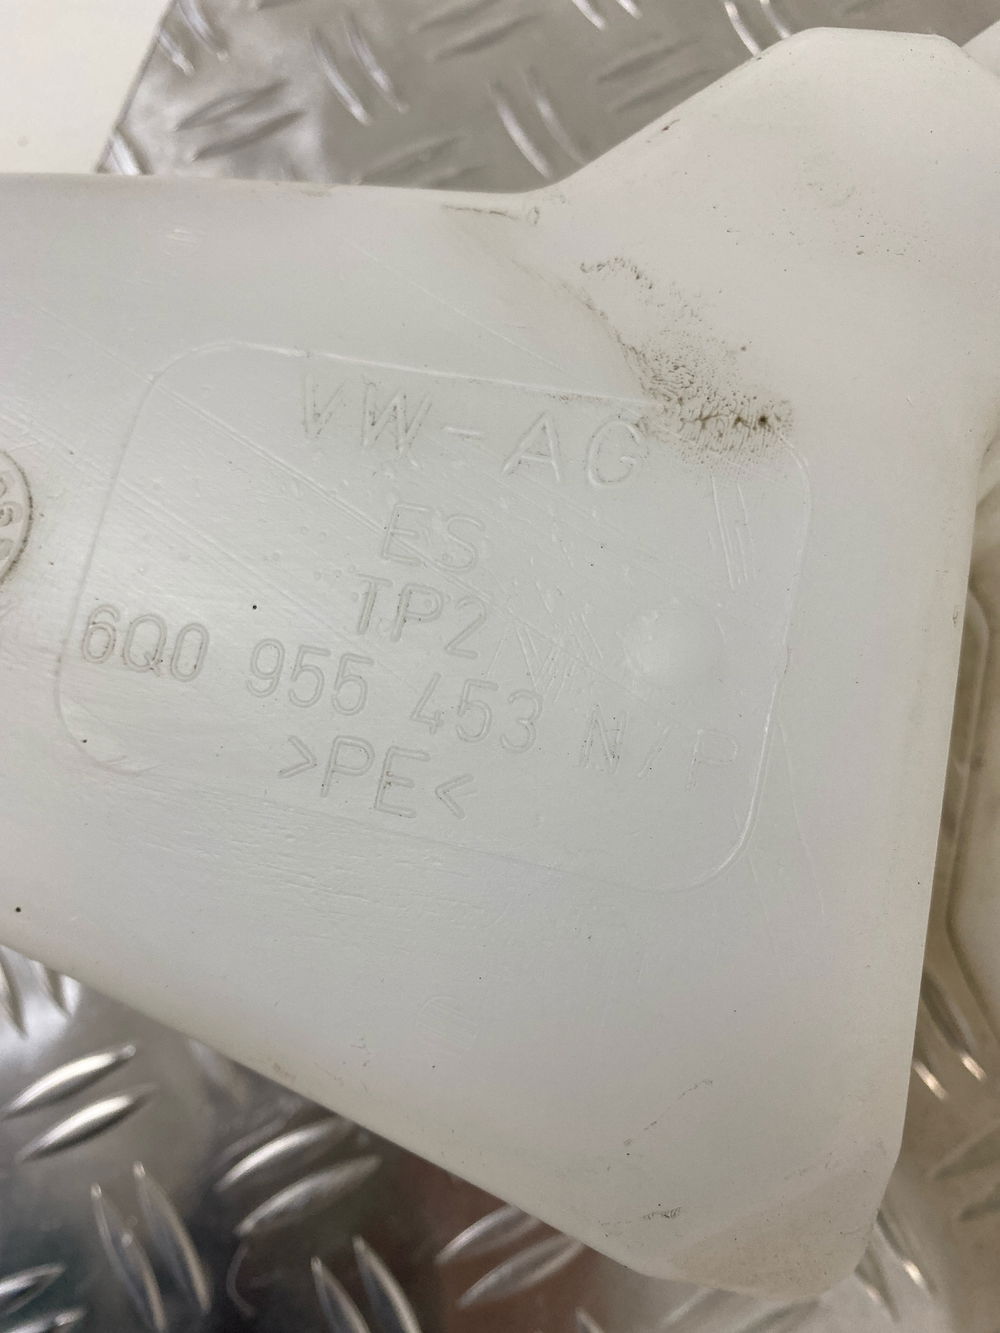 VW-AG
ES
TP2
6Q0 955 453 N/P
>PE<